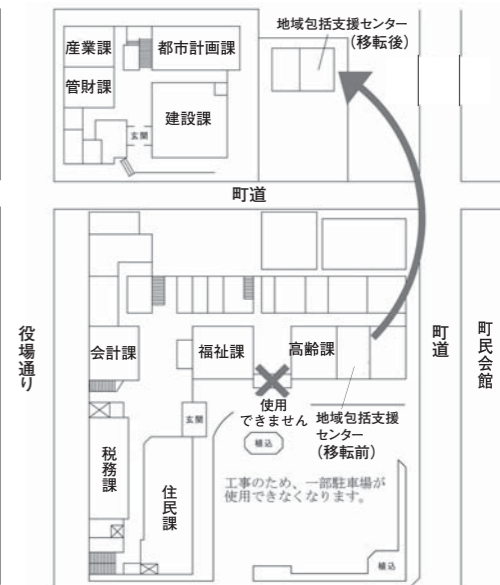 地域包括支援センター
(移転後)
産業課
都市計画課
管財課
建設課
玄関
町道
役場通り
町道
町民会館
会計課
福祉課
高齢課
使用
できません
地域包括支援
センター
(移転前)
玄関
植込
税務課
住民課
工事のため、一部駐車場が
使用できなくなります。
植込